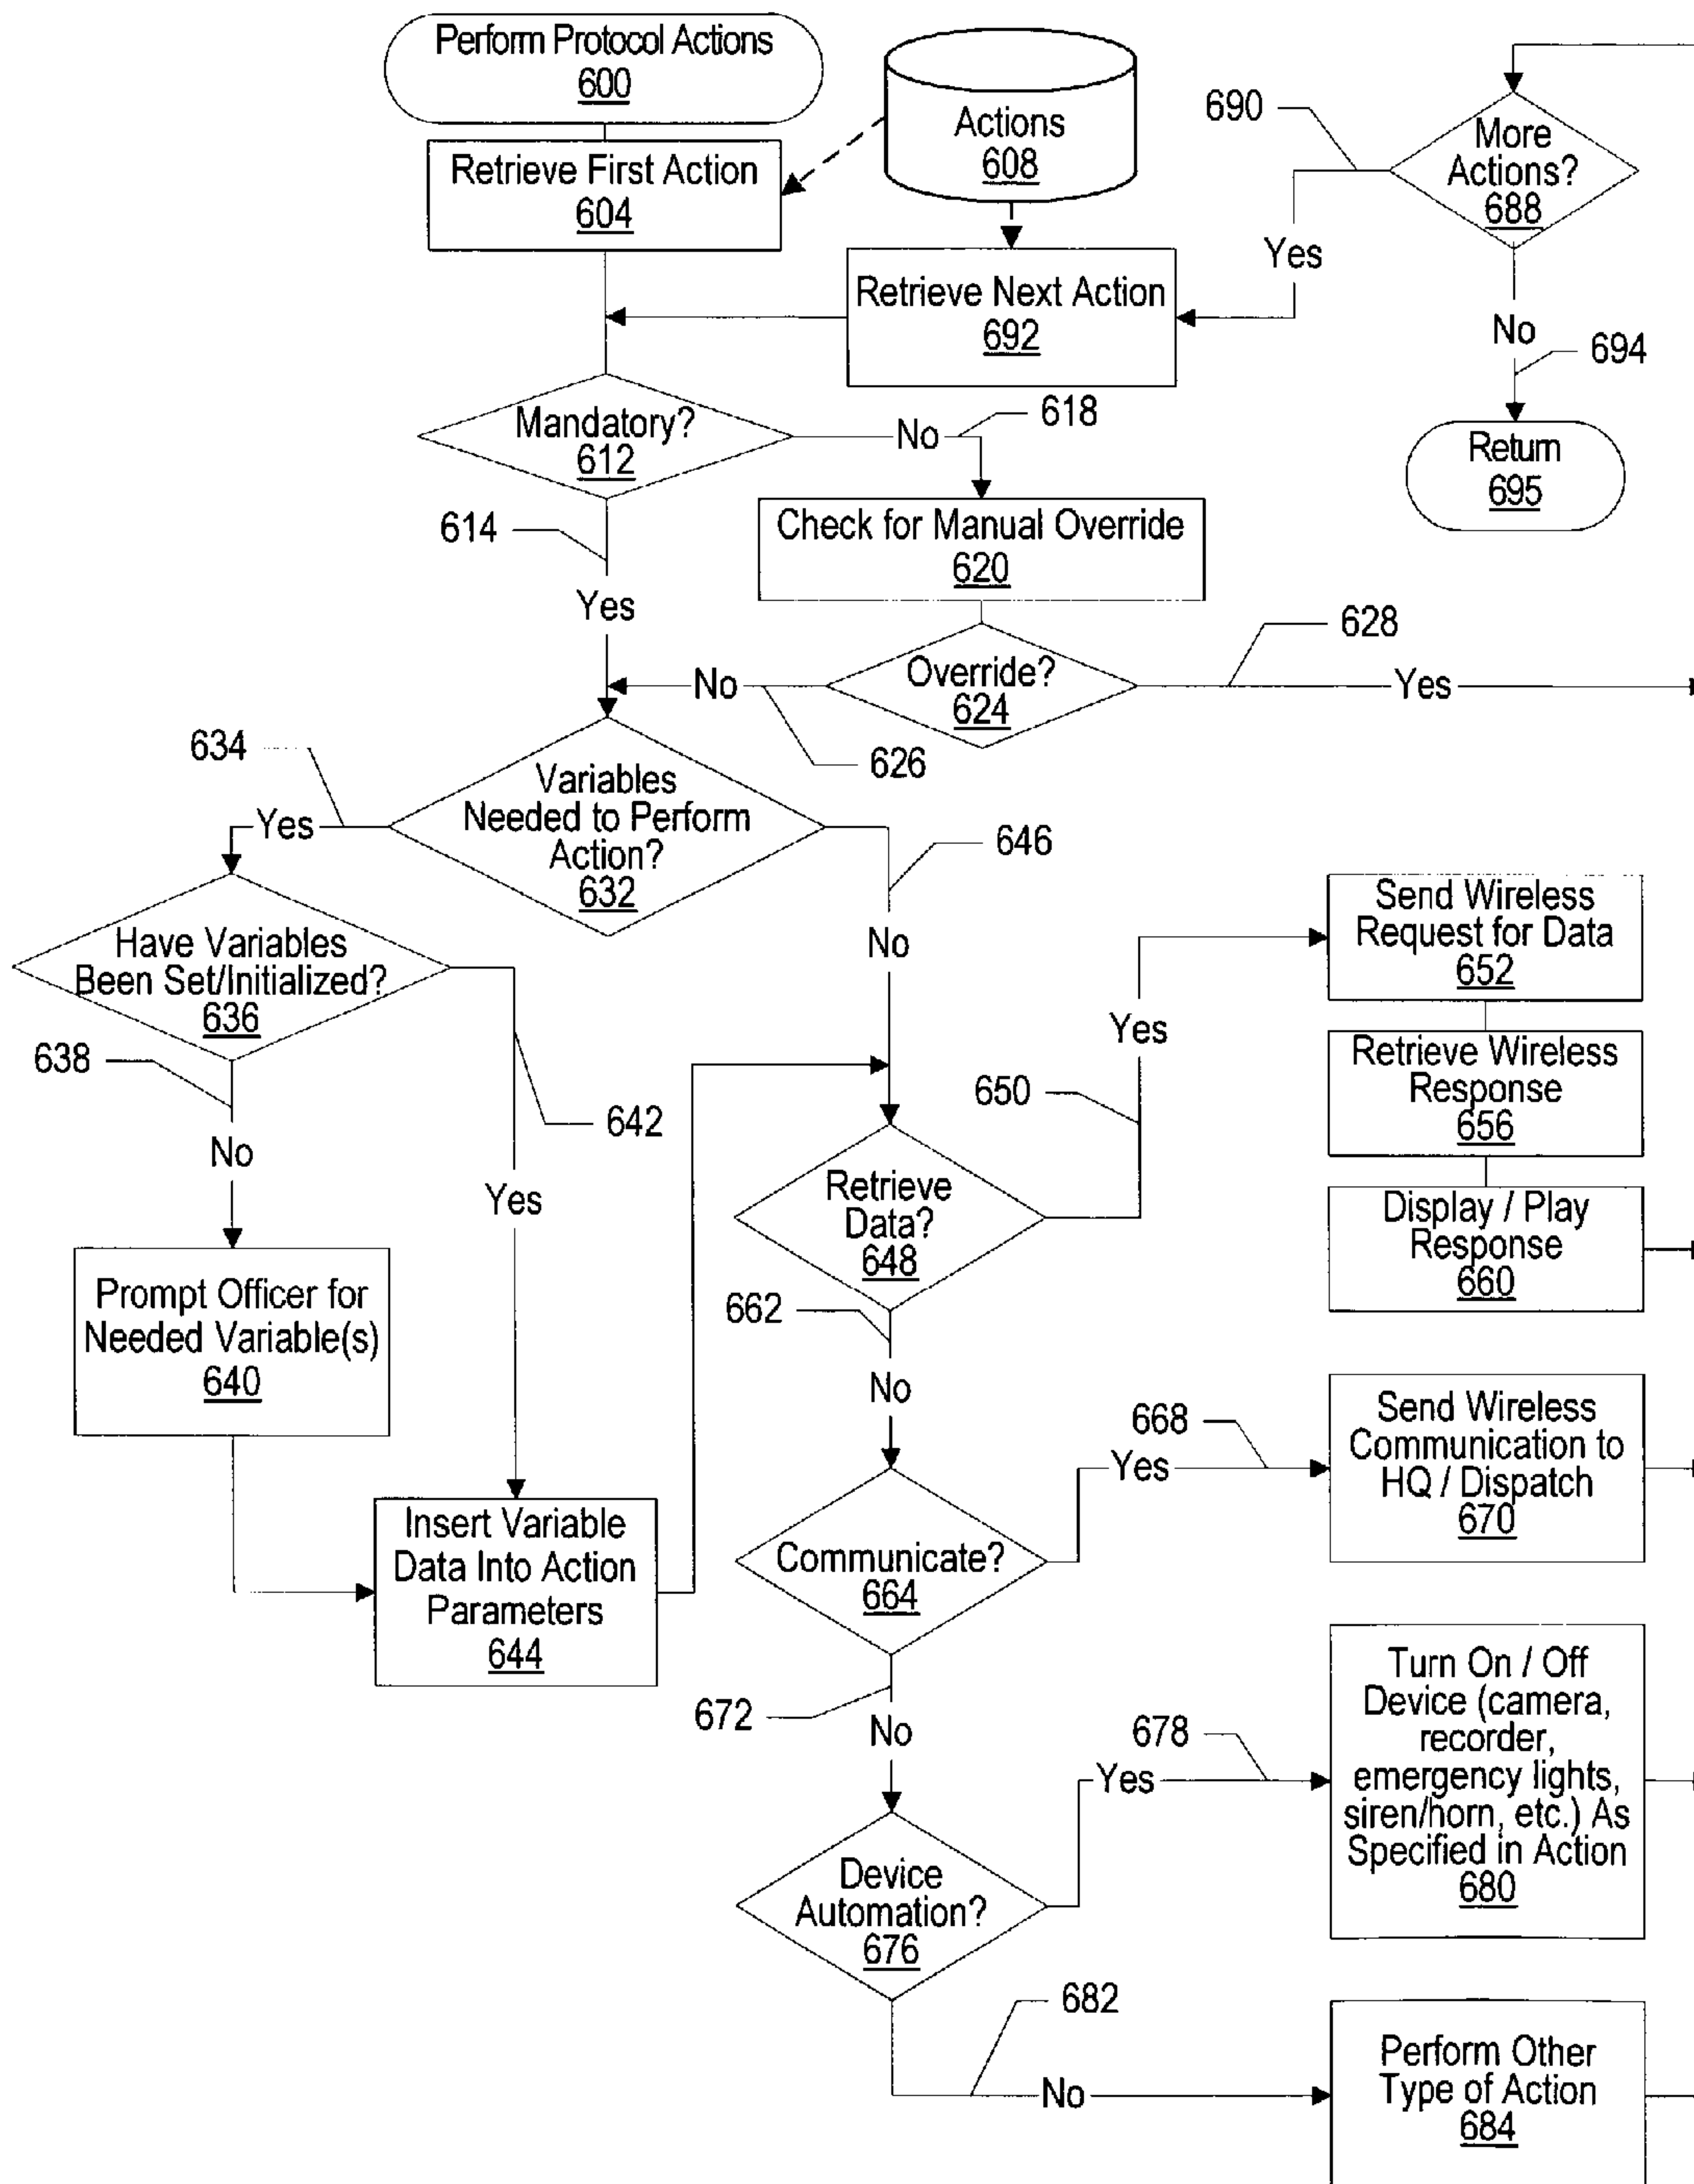 Perform Protocol Actions
600
Retrieve First Action
604
Actions
608
690
More
Actions?
688
Yes
Retrieve Next Action
692
No
694
Return
695
Mandatory?
612
No
618
614
Yes
Check for Manual Override
620
Override?
624
No
626
628
Yes
634
Yes
Variables
Needed to Perform
Action?
632
646
No
Have Variables
Been Set/Initialized?
636
638
No
642
Yes
Prompt Officer for
Needed Variable(s)
640
Insert Variable
Data Into Action
Parameters
644
Retrieve
Data?
648
650
Yes
Send Wireless
Request for Data
652
Retrieve Wireless
Response
656
Display / Play
Response
660
662
No
Communicate?
664
668
Yes
Send Wireless
Communication to
HQ / Dispatch
670
672
No
Device
Automation?
676
678
Yes
Turn On / Off
Device (camera,
recorder,
emergency lights,
siren/horn, etc.) As
Specified in Action
680
682
No
Perform Other
Type of Action
684